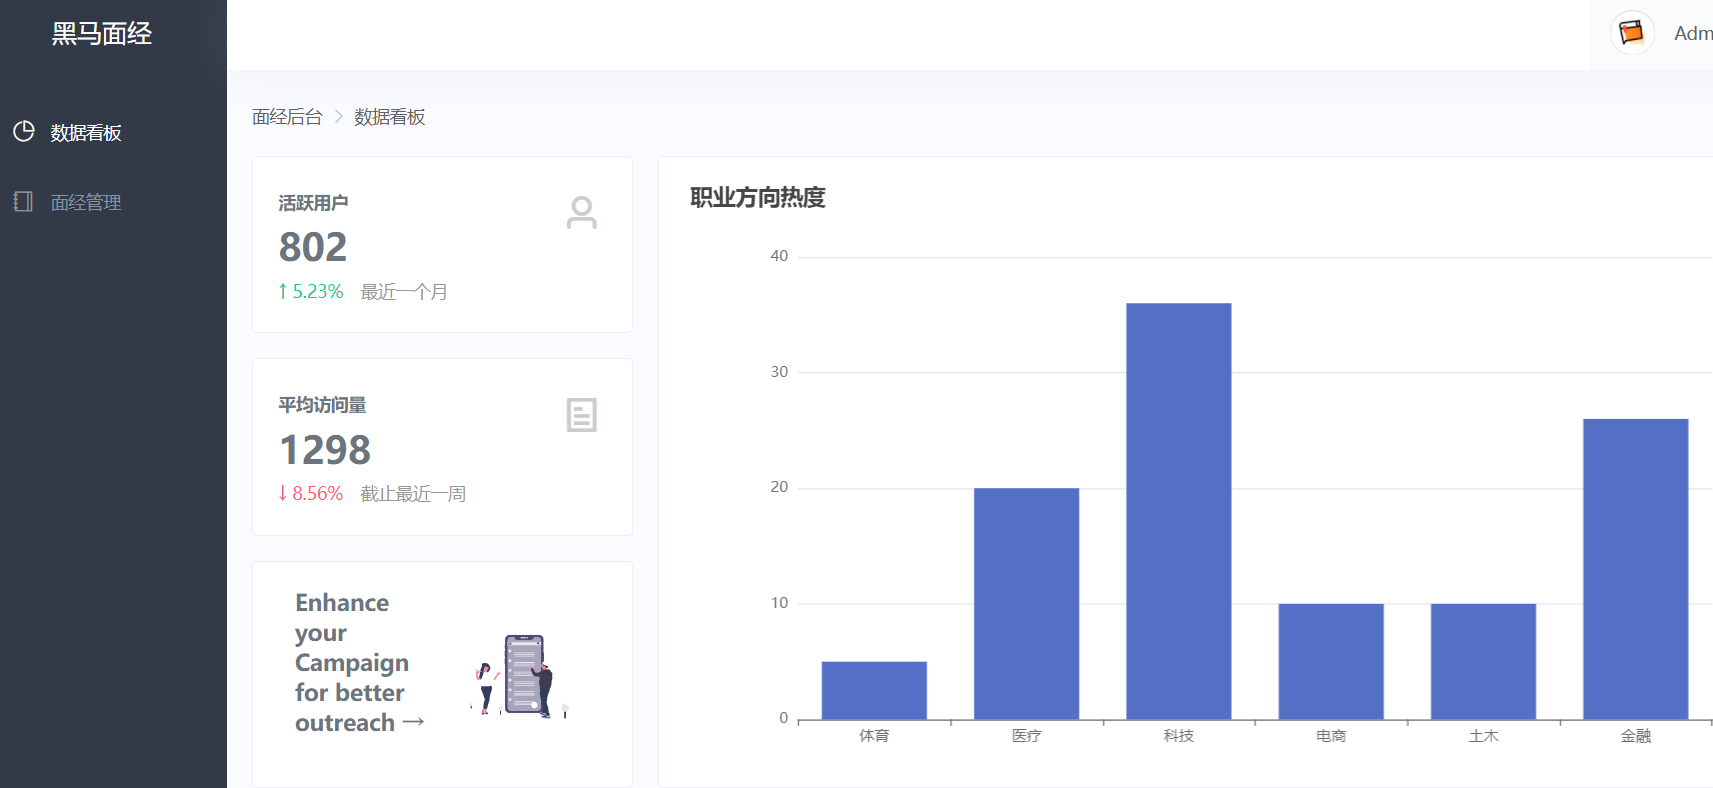 黑马面经
Adm
数据看板
面经管理
面经后台 > 数据看板
活跃用户
802
↑ 5.23% 最近一个月
平均访问量
1298
↓ 8.56% 截止最近一周
Enhance
your
Campaign
for better
outreach →
职业方向热度
40
30
20
10
0
体育 医疗 科技 电商 土木 金融